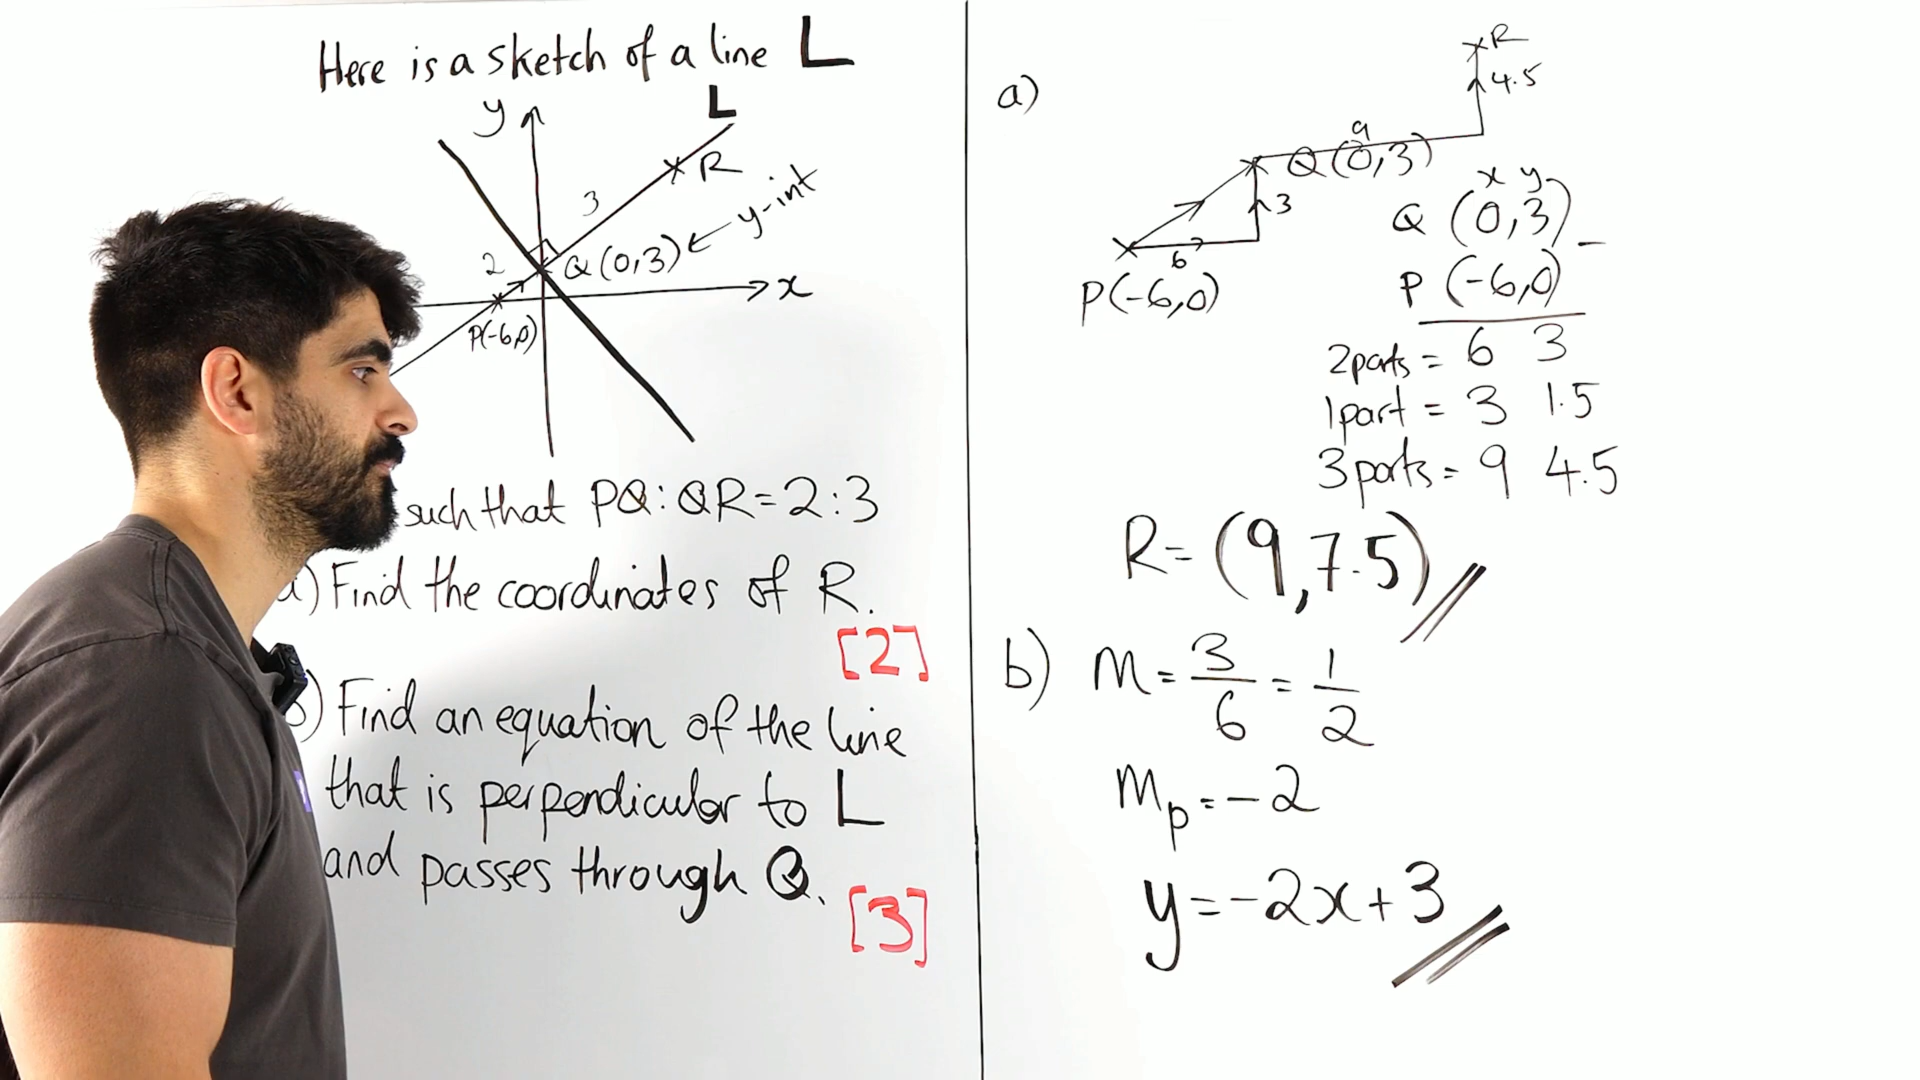 Here is a sketch of a line L
y
L
R
3
y-int
2
Q (0,3)
x
P(-6,0)
such that PQ:QR=2:3
a) Find the coordinates of R.
[2]
b) Find an equation of the line
that is perpendicular to L
and passes through Q.
[3]
a)
R
4.5
9
Q (0,3)
3
6
P(-6,0)
x y
Q (0,3)
-
P (-6,0)
2parts = 6 3
1part = 3 1.5
3parts = 9 4.5
R= (9,7.5)
b) M= 3/6 = 1/2
Mp=-2
y=-2x+3